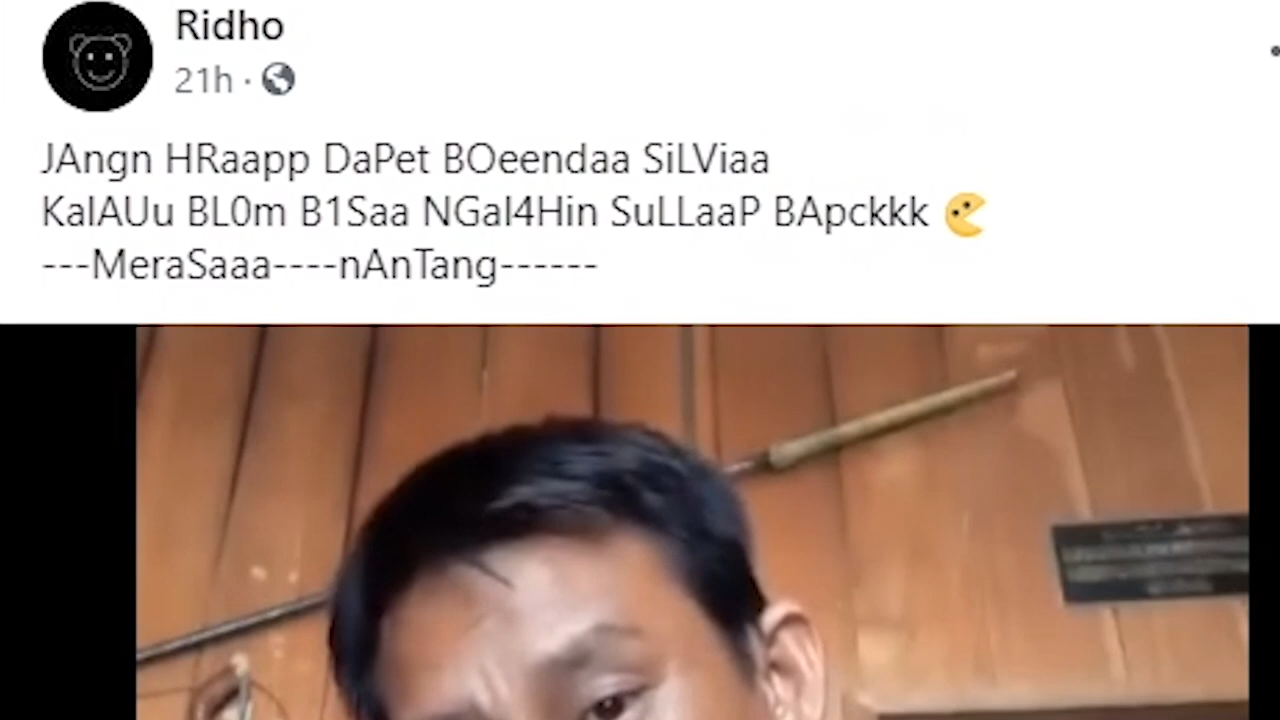 Ridho
21h ·
JAngn HRaapp DaPet BOeendaa SiLViaa
KalAUu BL0m B1Saa NGal4Hin SuLLaaP BApckkk
---MeraSaaa----nAnTang------